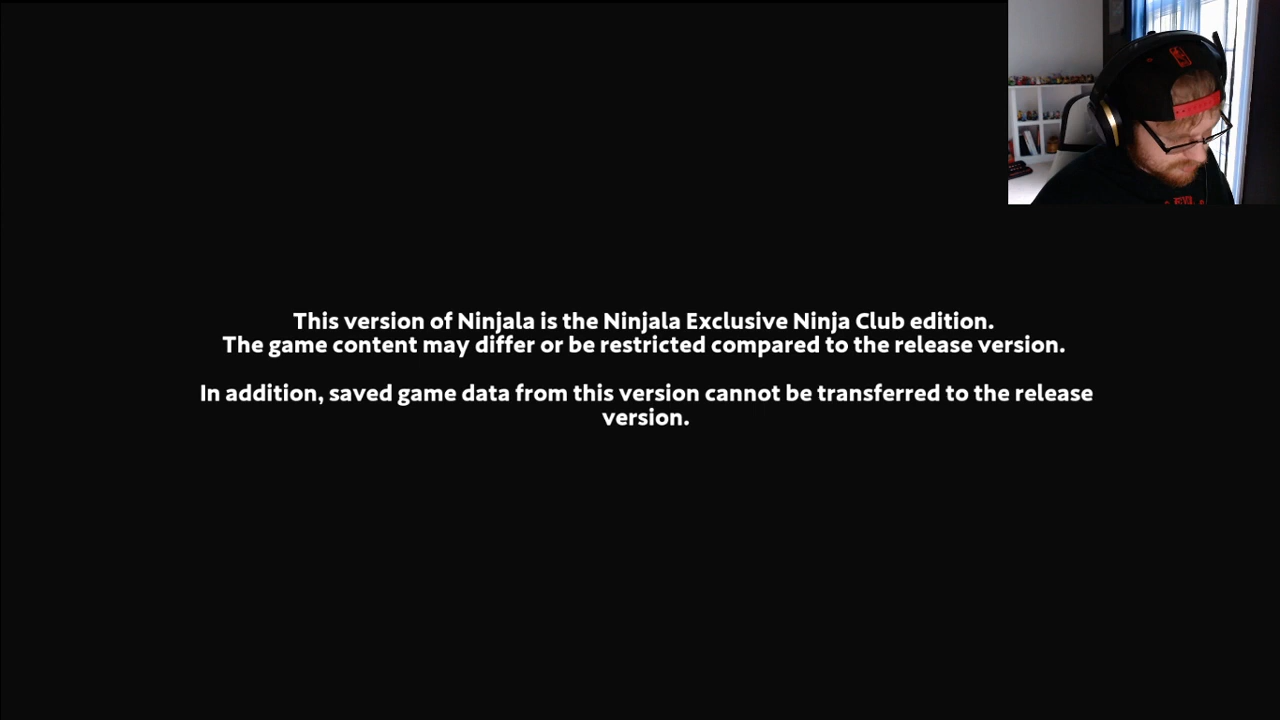 This version of Ninjala is the Ninjala Exclusive Ninja Club edition.
The game content may differ or be restricted compared to the release version.
In addition, saved game data from this version cannot be transferred to the release
version.